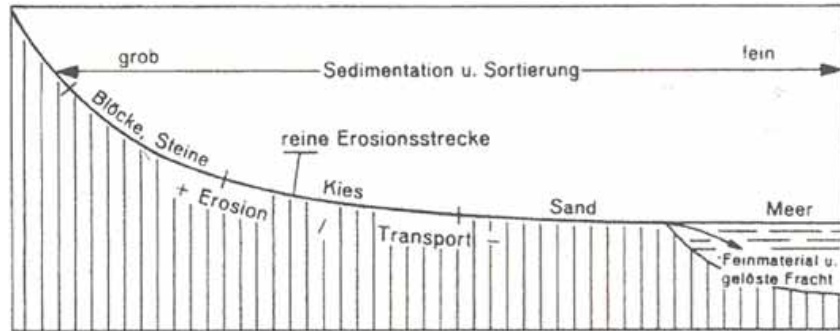 grob
fein
Sedimentation u. Sortierung
Blöcke, Steine
reine Erosionsstrecke
+ Erosion
Kies
/
Transport
-
Sand
Meer
Feinmaterial u.
gelöste Fracht